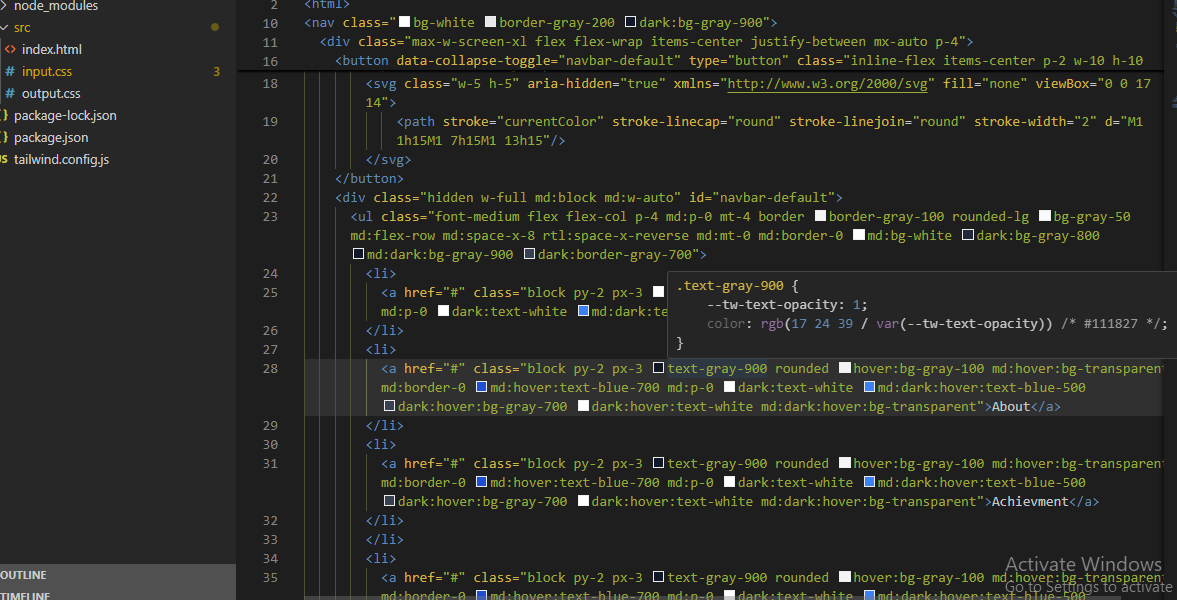 node_modules
src
index.html
input.css 3
output.css
package-lock.json
package.json
JS tailwind.config.js
OUTLINE
TIMELINE
2 <html>
10 <nav class="bg-white border-gray-200 dark:bg-gray-900">
11 <div class="max-w-screen-xl flex flex-wrap items-center justify-between mx-auto p-4">
16 <button data-collapse-toggle="navbar-default" type="button" class="inline-flex items-center p-2 w-10 h-10
18 <svg class="w-5 h-5" aria-hidden="true" xmlns="http://www.w3.org/2000/svg" fill="none" viewBox="0 0 17
14">
19 <path stroke="currentColor" stroke-linecap="round" stroke-linejoin="round" stroke-width="2" d="M1
1h15M1 7h15M1 13h15"/>
20 </svg>
21 </button>
22 <div class="hidden w-full md:block md:w-auto" id="navbar-default">
23 <ul class="font-medium flex flex-col p-4 md:p-0 mt-4 border border-gray-100 rounded-lg bg-gray-50
md:flex-row md:space-x-8 rtl:space-x-reverse md:mt-0 md:border-0 md:bg-white dark:bg-gray-800
md:dark:bg-gray-900 dark:border-gray-700">
24 <li>
25 <a href="#" class="block py-2 px-3
md:p-0 dark:text-white md:dark:te
.text-gray-900 {
--tw-text-opacity: 1;
color: rgb(17 24 39 / var(--tw-text-opacity)) /* #111827 */;
}
26 </li>
27 <li>
28 <a href="#" class="block py-2 px-3 text-gray-900 rounded hover:bg-gray-100 md:hover:bg-transparent
md:border-0 md:hover:text-blue-700 md:p-0 dark:text-white md:dark:hover:text-blue-500
dark:hover:bg-gray-700 dark:hover:text-white md:dark:hover:bg-transparent">About</a>
29 </li>
30 <li>
31 <a href="#" class="block py-2 px-3 text-gray-900 rounded hover:bg-gray-100 md:hover:bg-transparent
md:border-0 md:hover:text-blue-700 md:p-0 dark:text-white md:dark:hover:text-blue-500
dark:hover:bg-gray-700 dark:hover:text-white md:dark:hover:bg-transparent">Achievment</a>
32 </li>
33 </li>
34 <li>
35 <a href="#" class="block py-2 px-3 text-gray-900 rounded hover:bg-gray-100 md:hover:bg-transparent
md:border-0 md:hover:text-blue-700 md:p-0 dark:text-white md:dark:hover:text-blue-500
Activate Windows
Go to Settings to activate